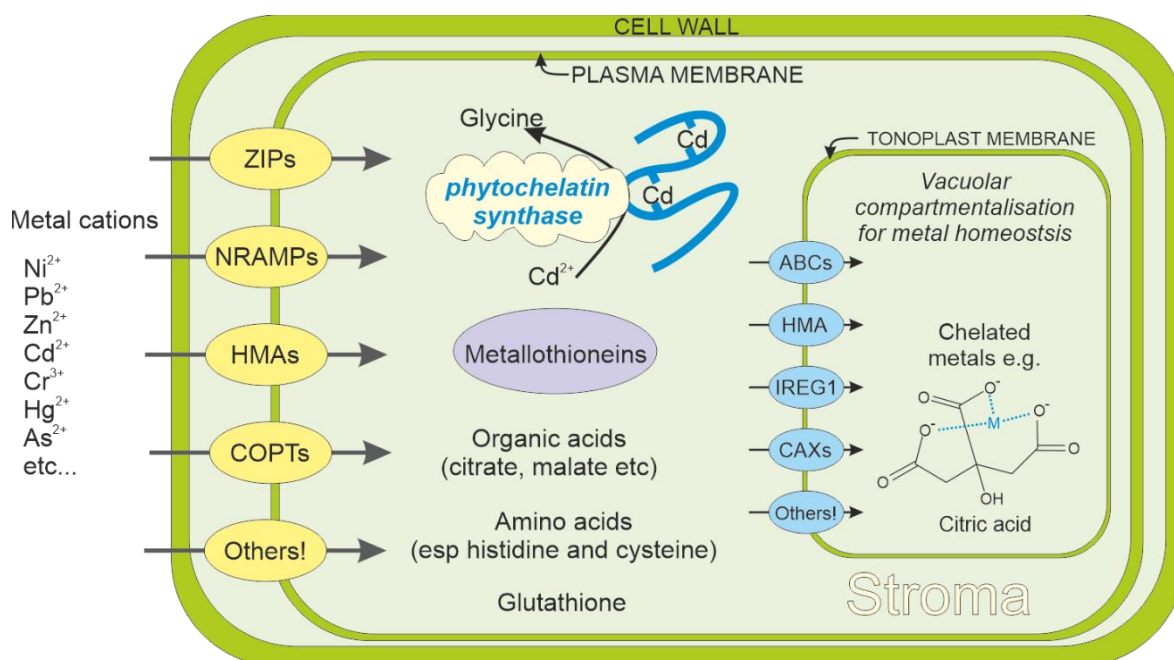 CELL WALL
PLASMA MEMBRANE
Glycine
Cd
phytochelatin
synthase
Cd
Cd²⁺
TONOPLAST MEMBRANE
Vacuolar
compartmentalisation
for metal homeostsis
Metal cations
Ni²⁺
Pb²⁺
Zn²⁺
Cd²⁺
Cr³⁺
Hg²⁺
As²⁺
etc...
ZIPs
NRAMPs
HMAs
COPTs
Others!
Metallothioneins
Organic acids
(citrate, malate etc)
Amino acids
(esp histidine and cysteine)
Glutathione
ABCs
HMA
IREG1
CAXs
Others!
Chelated
metals e.g.
O⁻
O
O⁻
M
O⁻
O
O
OH
Citric acid
Stroma